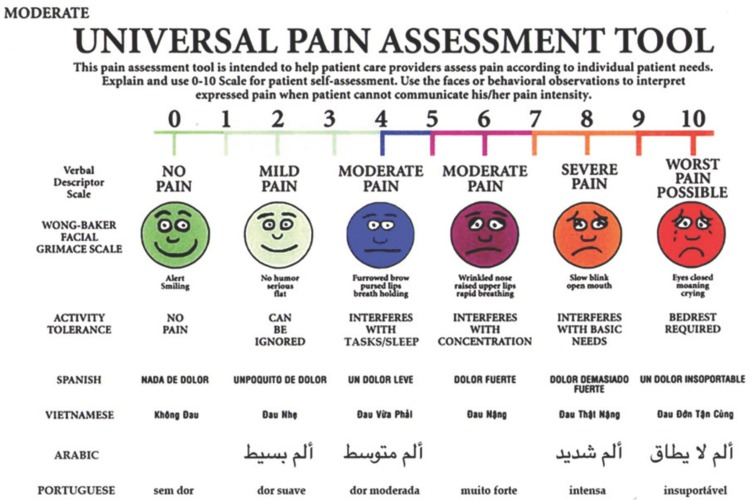 MODERATE
UNIVERSAL PAIN ASSESSMENT TOOL
This pain assessment tool is intended to help patient care providers assess pain according to individual patient needs.
Explain and use 0-10 Scale for patient self-assessment. Use the faces or behavioral observations to interpret
expressed pain when patient cannot communicate his/her pain intensity.
0 1 2 3 4 5 6 7 8 9 10
Verbal
Descriptor
Scale
NO
PAIN
MILD
PAIN
MODERATE
PAIN
MODERATE
PAIN
SEVERE
PAIN
WORST
PAIN
POSSIBLE
WONG-BAKER
FACIAL
GRIMACE SCALE
Alert
Smiling
No humor
serious
flat
Furrowed brow
pursed lips
breath holding
Wrinkled nose
raised upper lips
rapid breathing
Slow blink
open mouth
Eyes closed
moaning
crying
ACTIVITY
TOLERANCE
NO
PAIN
CAN
BE
IGNORED
INTERFERES
WITH
TASKS/SLEEP
INTERFERES
WITH
CONCENTRATION
INTERFERES
WITH BASIC
NEEDS
BEDREST
REQUIRED
SPANISH
NADA DE DOLOR
UNPOQUITO DE DOLOR
UN DOLOR LEVE
DOLOR FUERTE
DOLOR DEMASIADO
FUERTE
UN DOLOR INSOPORTABLE
VIETNAMESE
Không Đau
Đau Nhẹ
Đau Vừa Phải
Đau Nặng
Đau Thật Nặng
Đau Đớn Tận Cùng
ARABIC
ألم بسيط
ألم متوسط
ألم شديد
ألم لا يطاق
PORTUGUESE
sem dor
dor suave
dor moderada
muito forte
intensa
insuportável